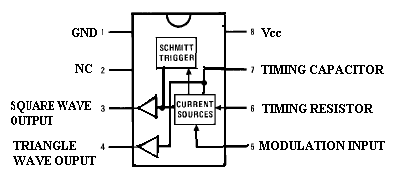 GND 1
8 Vcc
SCHMITT
TRIGGER
NC 2
7 TIMING CAPACITOR
SQUARE WAVE
OUTPUT
3
CURRENT
SOURCES
6 TIMING RESISTOR
TRIANGLE
WAVE OUPUT
4
5 MODULATION INPUT